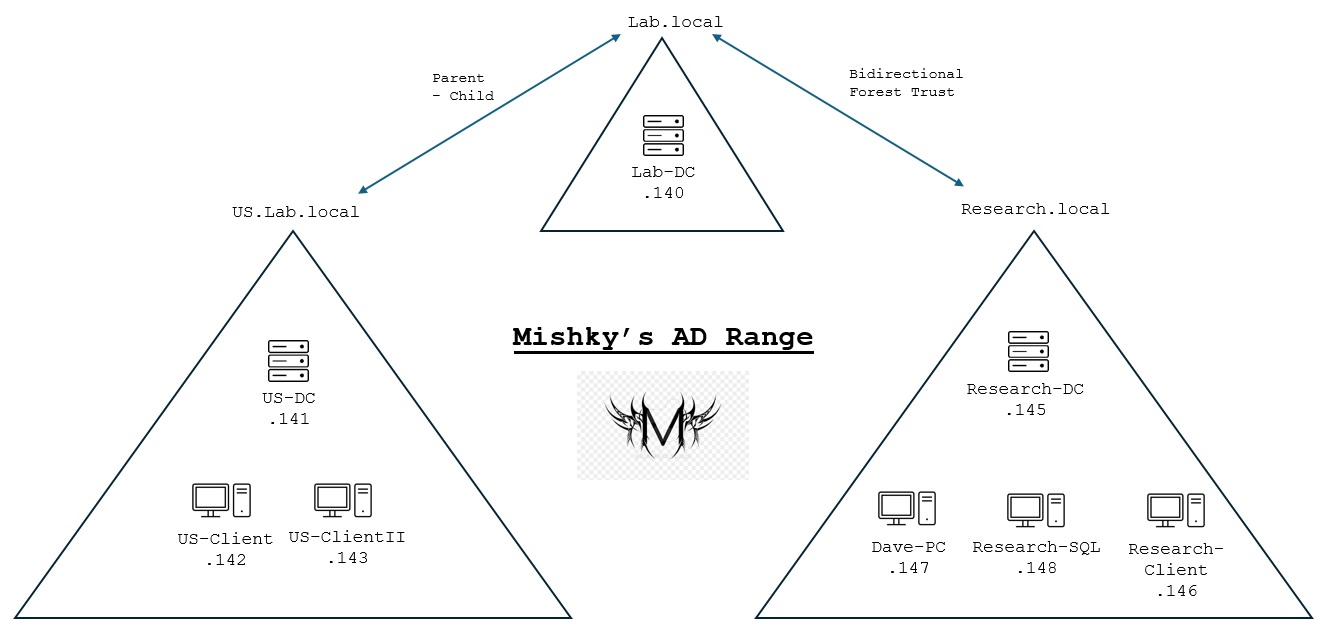 Lab.local
Parent
- Child
Bidirectional
Forest Trust
Lab-DC
.140
US.Lab.local
Research.local
Mishky’s AD Range
M
US-DC
.141
Research-DC
.145
US-Client
.142
US-ClientII
.143
Dave-PC
.147
Research-SQL
.148
Research-
Client
.146